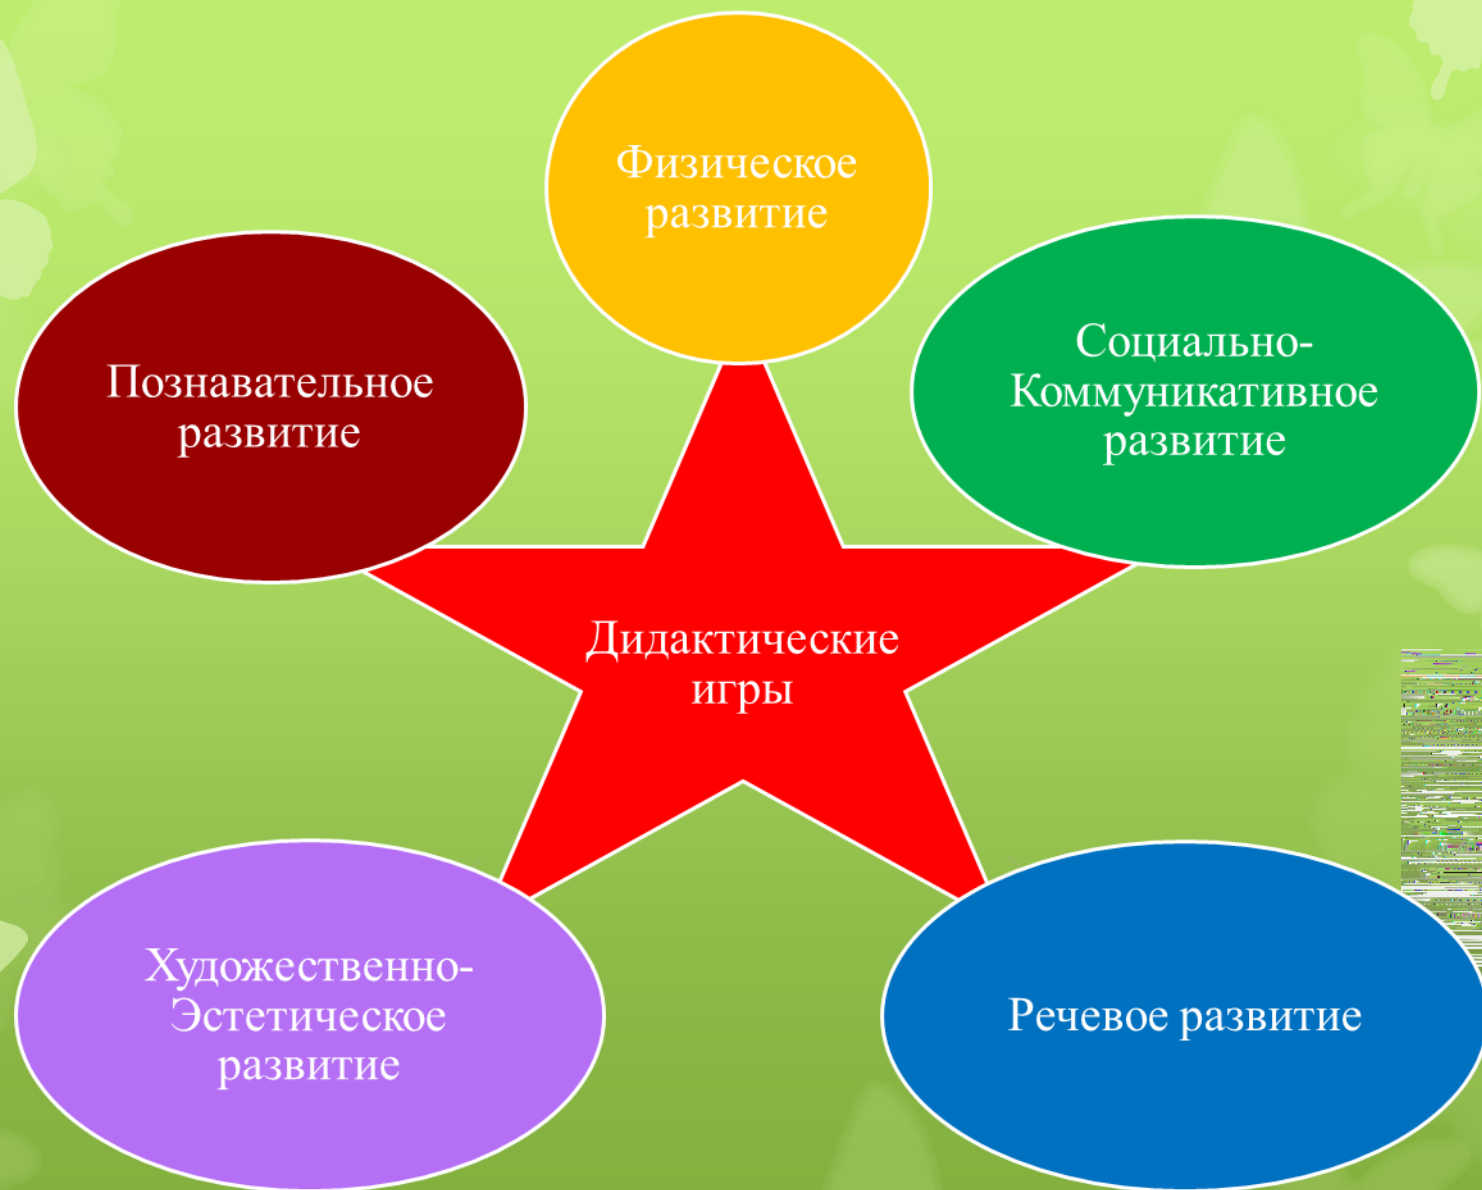 Физическое
развитие
Познавательное
развитие
Социально-
Коммуникативное
развитие
Дидактические
игры
Художественно-
Эстетическое
развитие
Речевое развитие